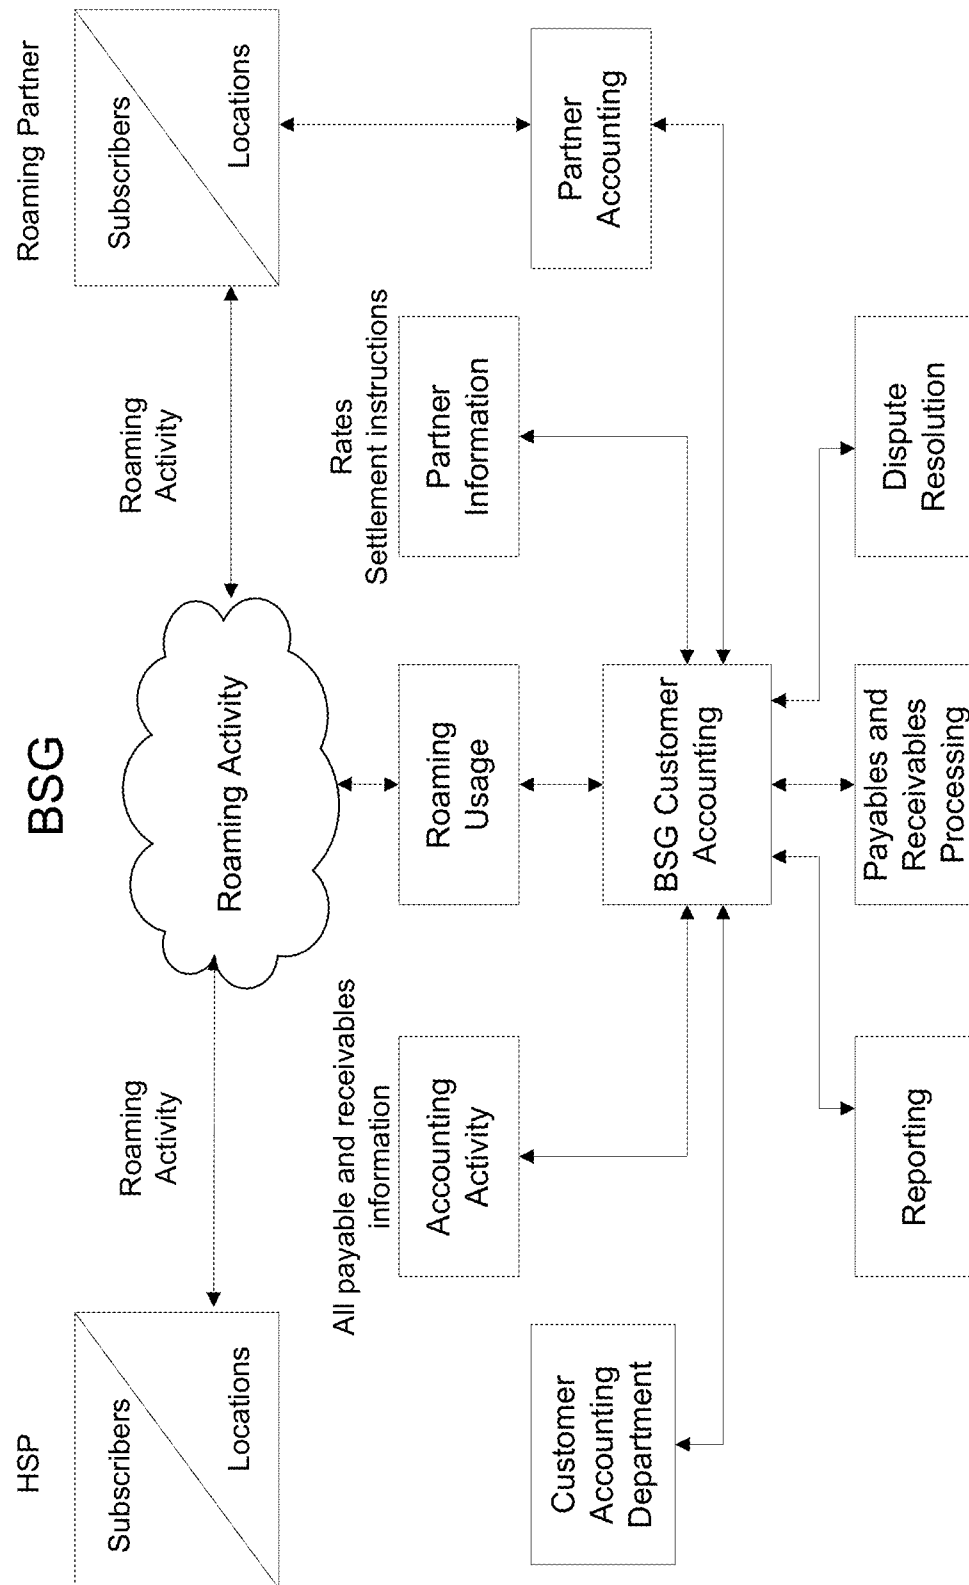 HSP
BSG
Roaming Partner
Subscribers
Locations
Roaming
Activity
Roaming Activity
Roaming
Activity
Subscribers
Locations
All payable and receivables
information
Accounting
Activity
Roaming
Usage
Rates
Settlement instructions
Partner
Information
Customer
Accounting
Department
BSG Customer
Accounting
Partner
Accounting
Reporting
Payables and
Receivables
Processing
Dispute
Resolution